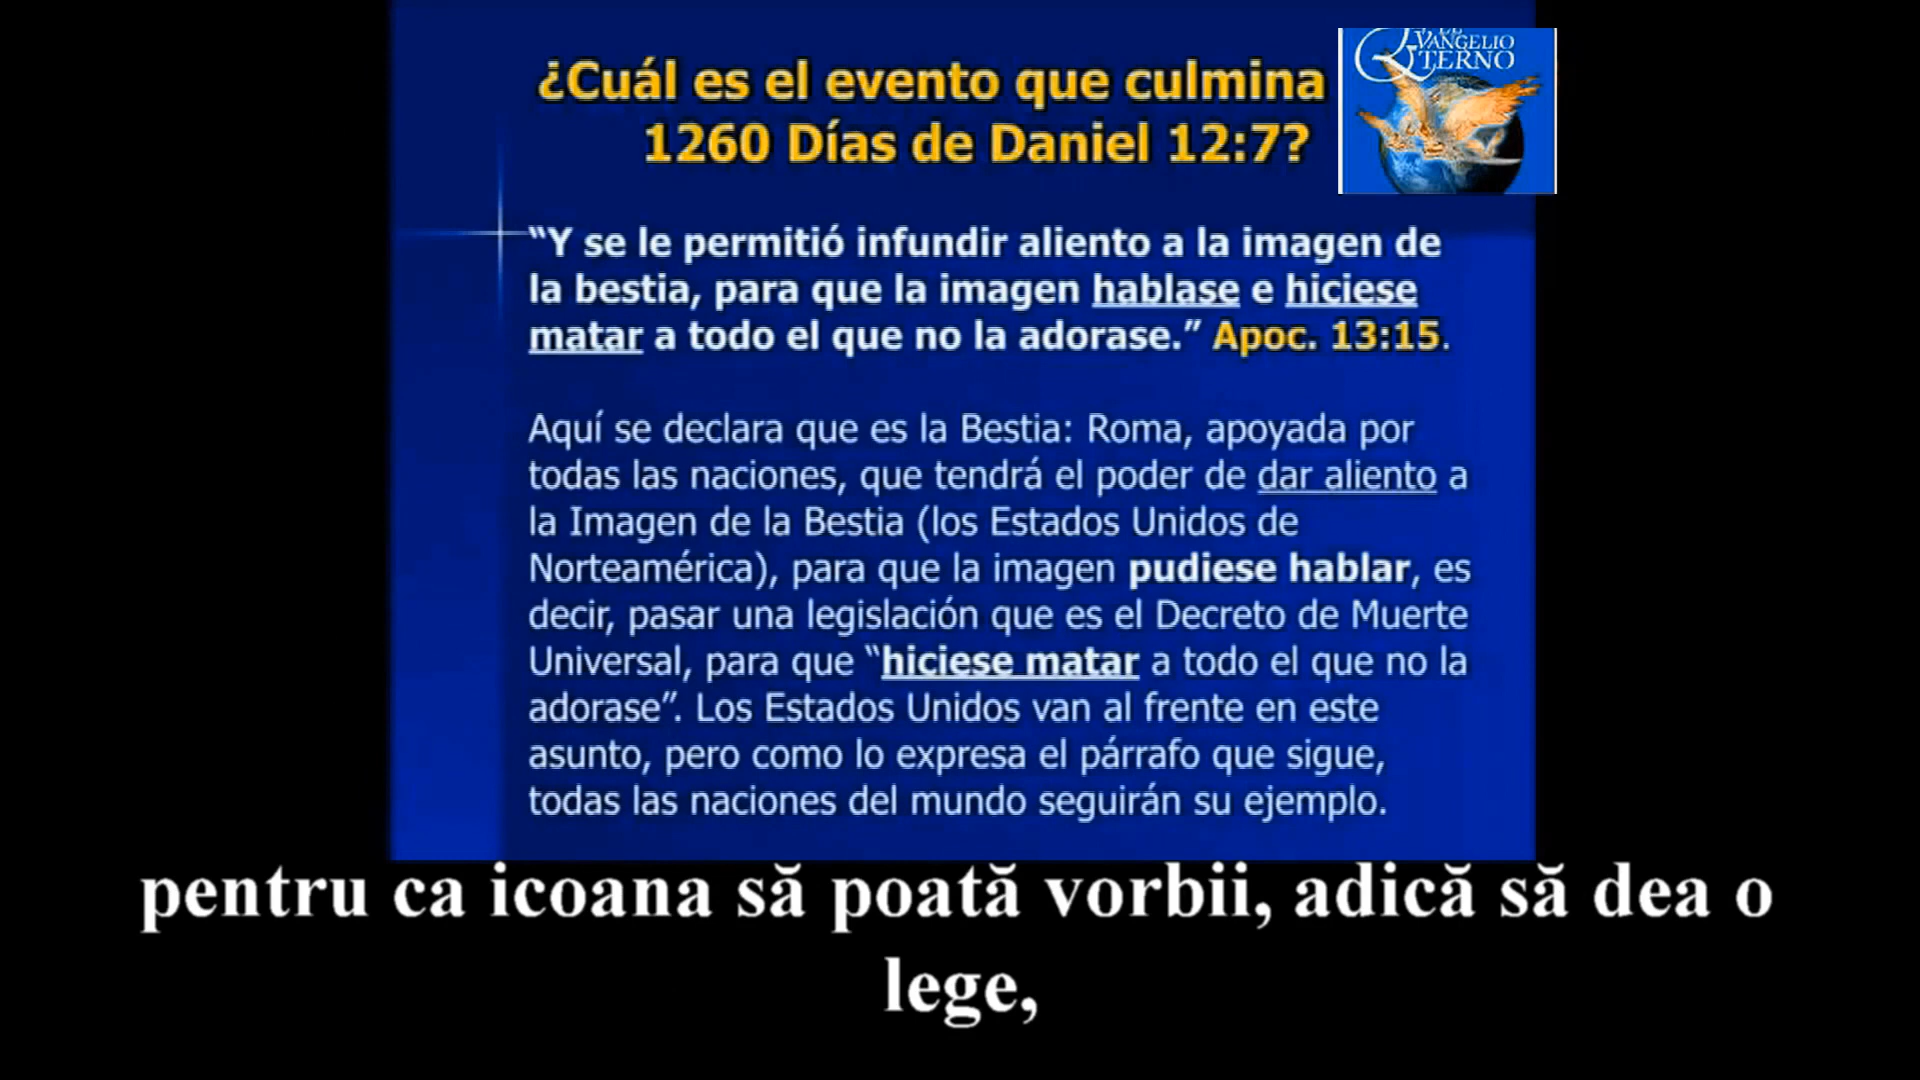 ¿Cuál es el evento que culmina
1260 Días de Daniel 12:7?
VANGELIO
TERNO
“Y se le permitió infundir aliento a la imagen de
la bestia, para que la imagen hablase e hiciese
matar a todo el que no la adorase.” Apoc. 13:15.
Aquí se declara que es la Bestia: Roma, apoyada por
todas las naciones, que tendrá el poder de dar aliento a
la Imagen de la Bestia (los Estados Unidos de
Norteamérica), para que la imagen pudiese hablar, es
decir, pasar una legislación que es el Decreto de Muerte
Universal, para que “hiciese matar a todo el que no la
adorase”. Los Estados Unidos van al frente en este
asunto, pero como lo expresa el párrafo que sigue,
todas las naciones del mundo seguirán su ejemplo.
pentru ca icoana să poată vorbii, adică să dea o
lege,